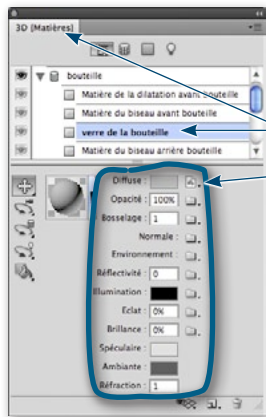 3D (Matières)
bouteille
Matière de la dilatation avant bouteille
Matière du biseau avant bouteille
verre de la bouteille
Matière du biseau arrière bouteille
Diffuse :
Opacité : 100%
Bosselage : 1
Normale :
Environnement :
Réflectivité : 0
Illumination :
Eclat : 0%
Brillance : 0%
Spéculaire :
Ambiante :
Réfraction : 1